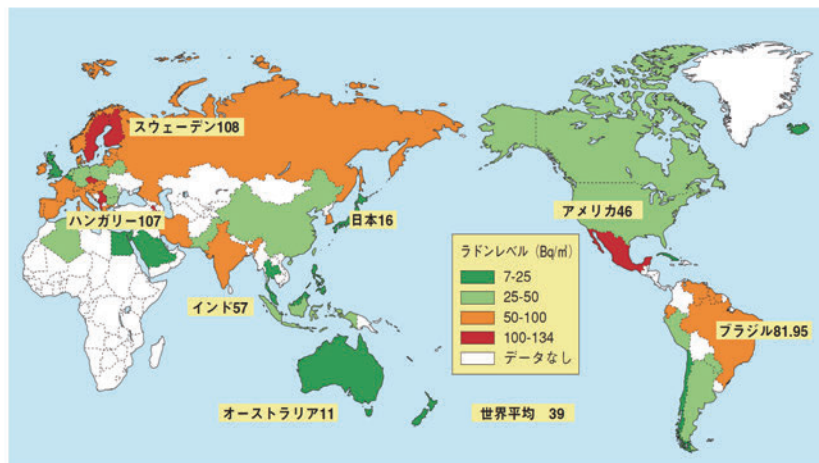 スウェーデン108
ハンガリー107
日本16
アメリカ46
インド57
ラドンレベル（Bq/㎥）
7-25
25-50
50-100
100-134
データなし
ブラジル81.95
オーストラリア11
世界平均　39